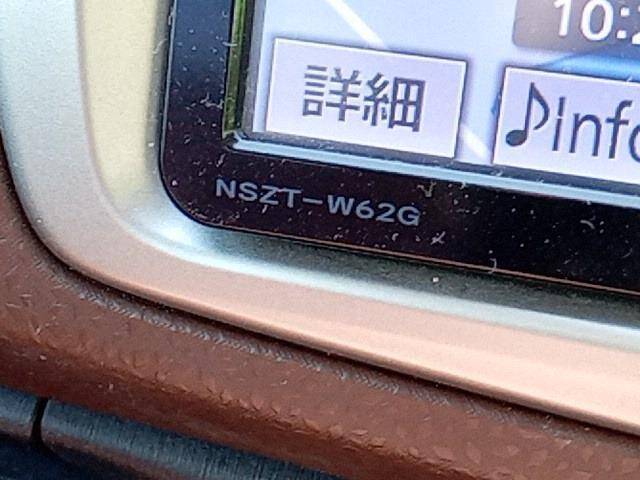 10:2
詳細
♪info
NSZT-W62G